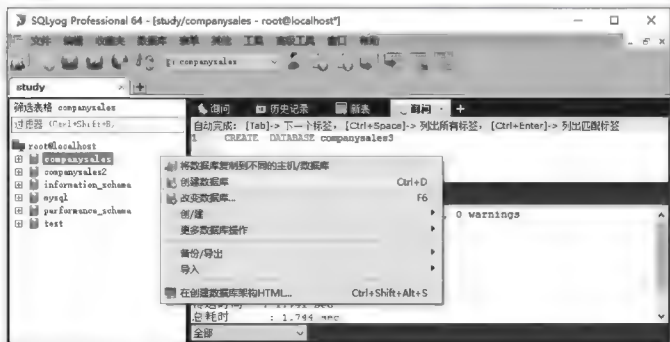 SQLyog Professional 64 - [study/companysales - root@localhost*]
文件 编辑 收藏夹 数据库 表单 其他 工具 高级工具 窗口 帮助
companysales
study
筛选表格 companysales
过滤器 (Ctrl+Shift+B)
root@localhost
companysales
companysales2
information_schema
mysql
performance_schema
test
询问 历史记录 新表 询问
自动完成: [Tab]-> 下一个标签, [Ctrl+Space]-> 列出所有标签, [Ctrl+Enter]-> 列出匹配标签
1 CREATE DATABASE companysales3
将数据库复制到不同的主机/数据库
创建数据库 Ctrl+D
改变数据库... F6
创/建
更多数据库操作
备份/导出
导入
在创建数据库架构HTML... Ctrl+Shift+Alt+S
, 0 warnings
总耗时 : 1.744 sec
全部